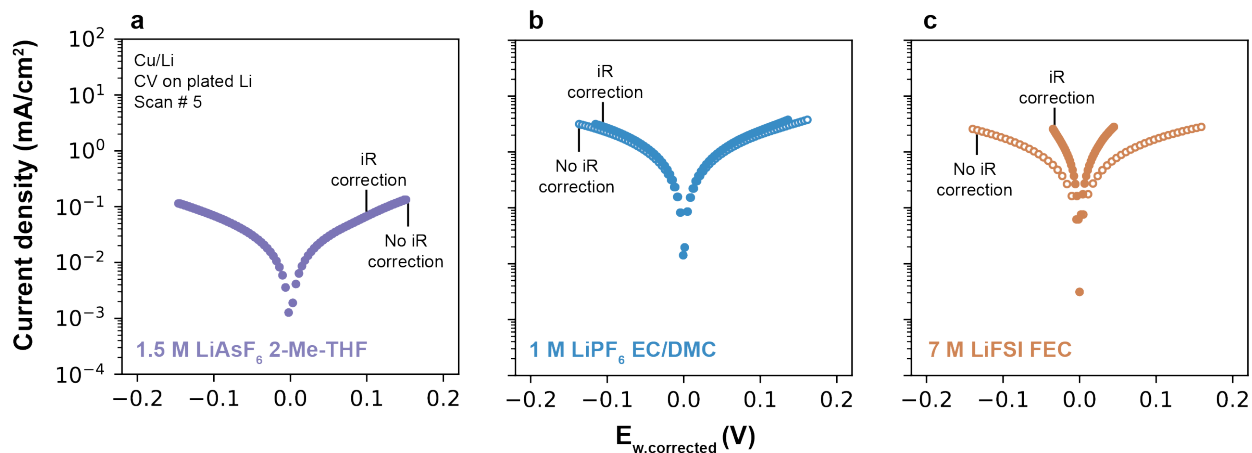 a
b
c
Current density (mA/cm²)
10²
10¹
10⁰
10⁻¹
10⁻²
10⁻³
10⁻⁴
Cu/Li
CV on plated Li
Scan # 5
iR
correction
No iR
correction
1.5 M LiAsF₆ 2-Me-THF
−0.2
−0.1
0.0
0.1
0.2
iR
correction
No iR
correction
1 M LiPF₆ EC/DMC
−0.2
−0.1
0.0
0.1
0.2
iR
correction
No iR
correction
7 M LiFSI FEC
−0.2
−0.1
0.0
0.1
0.2
E_w,corrected (V)